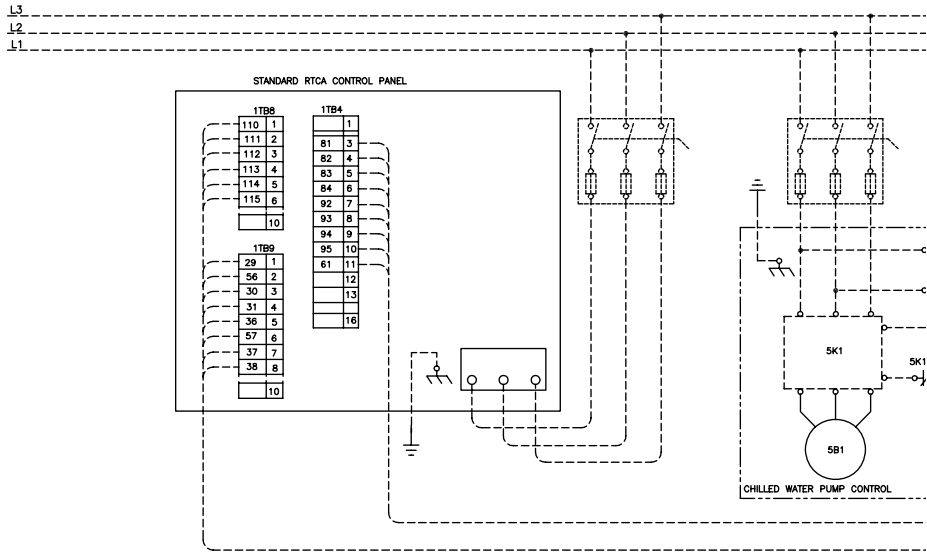 L3
L2
L1
STANDARD RTCA CONTROL PANEL
1TB8
110 1
111 2
112 3
113 4
114 5
115 6
10
1TB4
1
81 3
82 4
83 5
84 6
92 7
93 8
94 9
95 10
61 11
12
13
16
1TB9
29 1
56 2
30 3
31 4
36 5
57 6
37 7
38 8
10
5K1
5K1
5B1
CHILLED WATER PUMP CONTROL